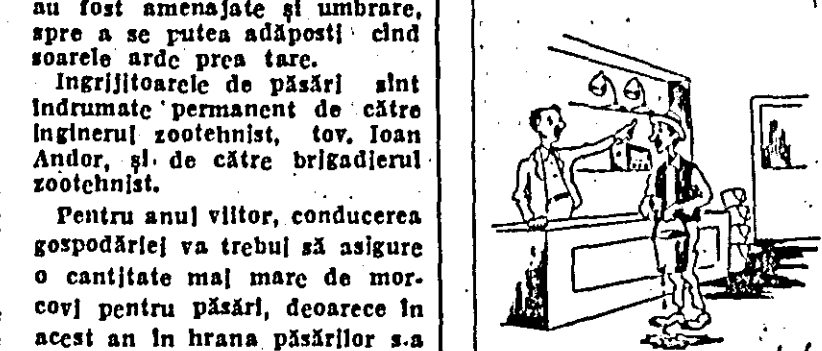 au fost amenajate și umbrare,
spre a se putea adăposti cînd
soarele arde prea tare.
Ingrijitoarele de păsări sînt
îndrumate permanent de către
inginerul zootehnist, tov. Ioan
Andor, și de către brigadierul
zootehnist.
Pentru anul viitor, conducerea
gospodăriei va trebui să asigure
o cantitate mai mare de mor-
covi pentru păsări, deoarece în
acest an în hrana păsărilor s-a